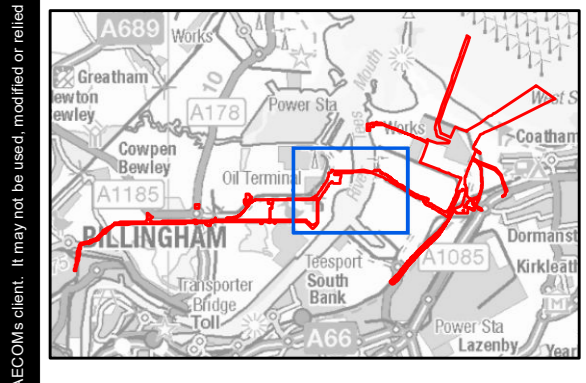 AECOMs client. It may not be used, modified or relied
A689
Works
Greatham
ewton
ewley
10
A178
Mouth
Power Sta
Tees
West S
Works
Coatham
Cowpen
Bewley
Oil Terminal
River
A1185
BILLINGHAM
Dormanst
Teesport
A1085
Kirkleath
South
Bank
Transporter
Bridge
Toll
A66
Power Sta
Lazenby
Year